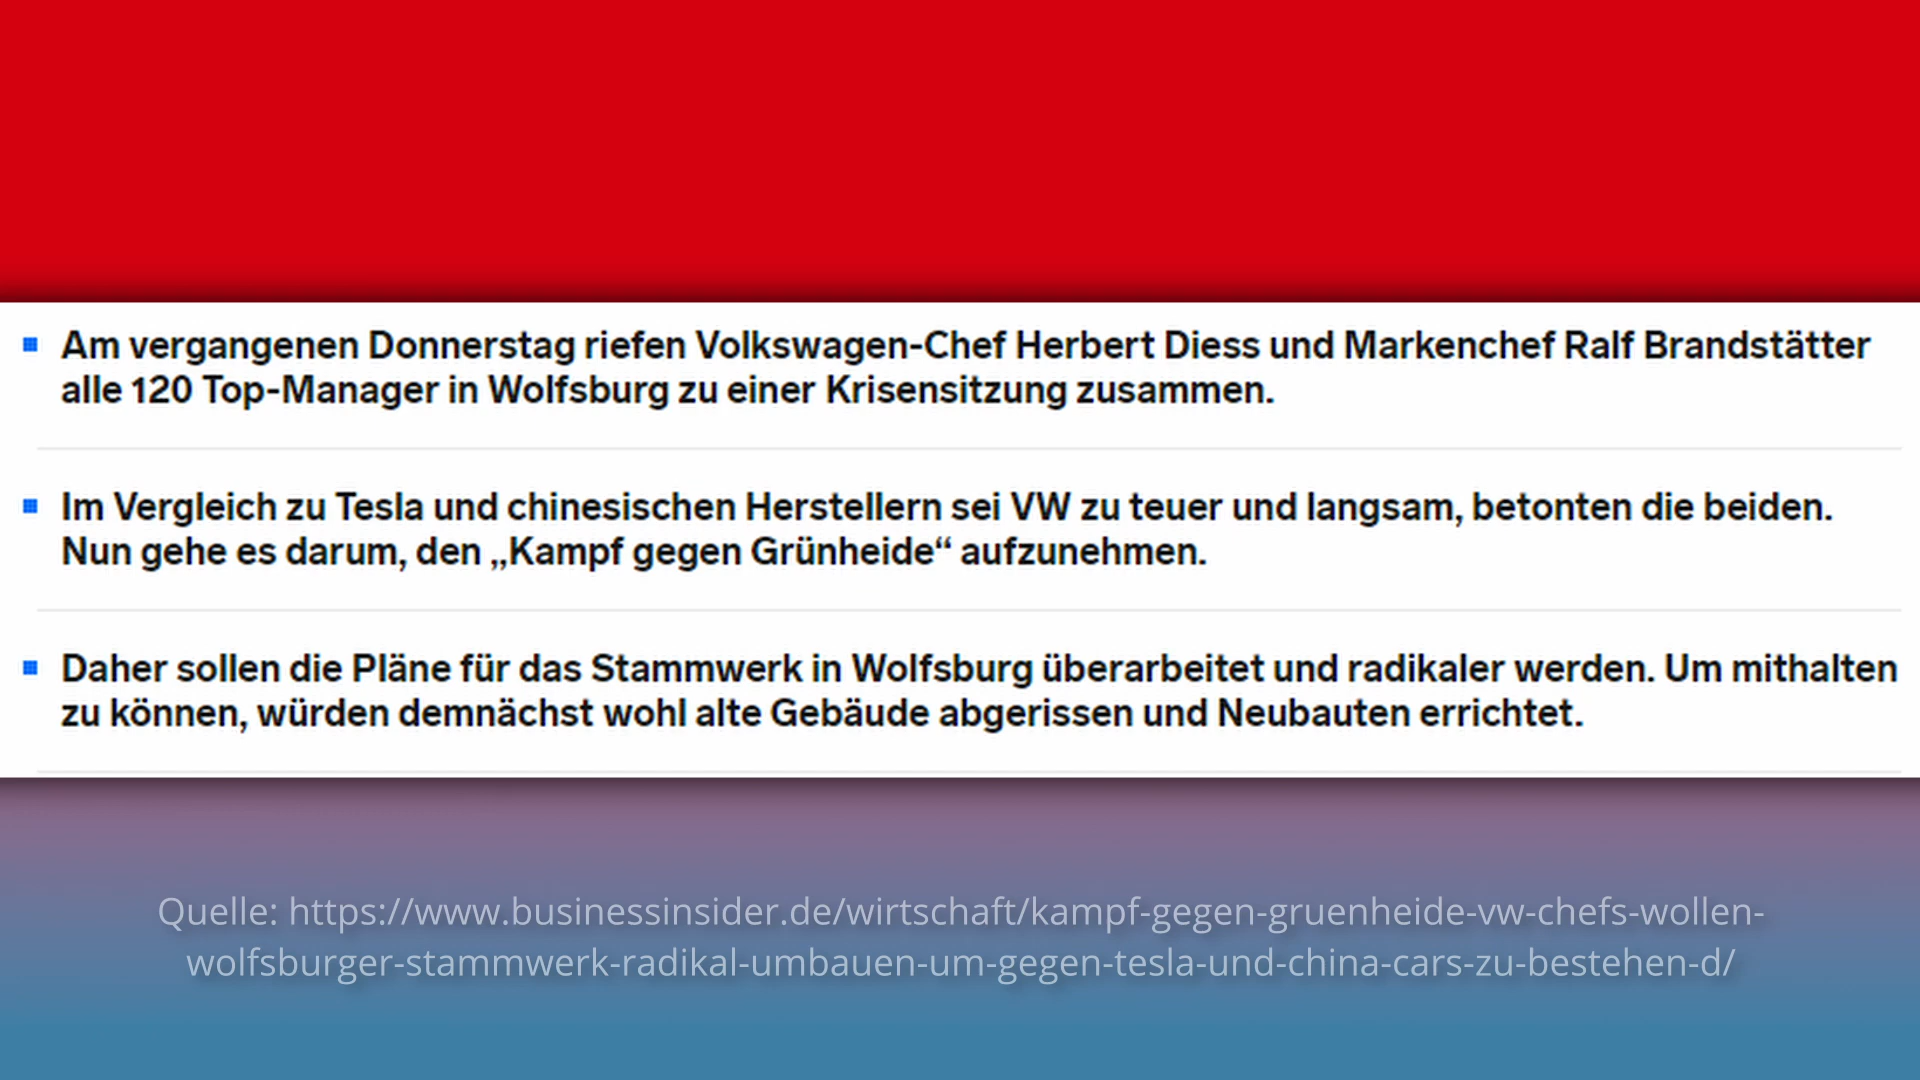 Am vergangenen Donnerstag riefen Volkswagen-Chef Herbert Diess und Markenchef Ralf Brandstätter
alle 120 Top-Manager in Wolfsburg zu einer Krisensitzung zusammen.
Im Vergleich zu Tesla und chinesischen Herstellern sei VW zu teuer und langsam, betonten die beiden.
Nun gehe es darum, den „Kampf gegen Grünheide“ aufzunehmen.
Daher sollen die Pläne für das Stammwerk in Wolfsburg überarbeitet und radikaler werden. Um mithalten
zu können, würden demnächst wohl alte Gebäude abgerissen und Neubauten errichtet.
Quelle: https://www.businessinsider.de/wirtschaft/kampf-gegen-gruenheide-vw-chefs-wollen-
wolfsburger-stammwerk-radikal-umbauen-um-gegen-tesla-und-china-cars-zu-bestehen-d/